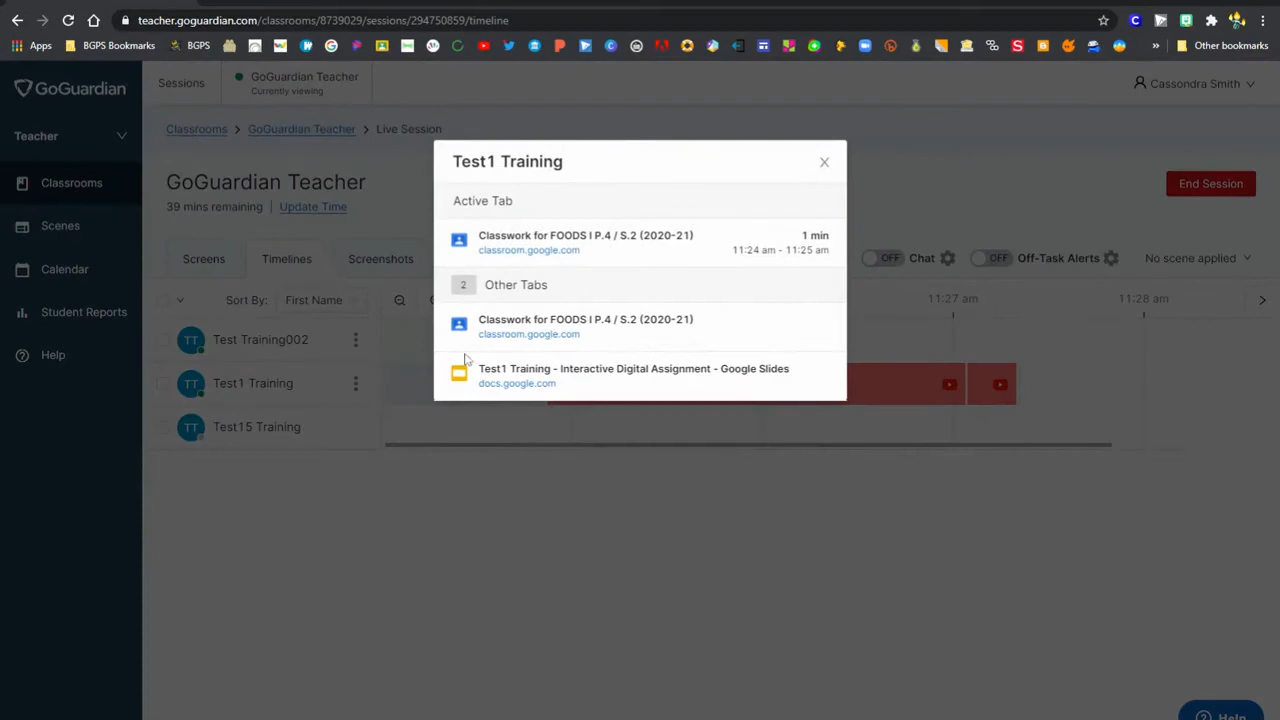 teacher.goguardian.com/classrooms/8739029/sessions/294750859/timeline
Apps BGPS Bookmarks BGPS » Other bookmarks
GoGuardian Sessions GoGuardian Teacher Cassondra Smith
Currently viewing
Teacher
Classrooms > GoGuardian Teacher > Live Session
Classrooms
Scenes
Calendar
Student Reports
Help
GoGuardian Teacher
39 mins remaining | Update Time
End Session
Screens Timelines Screenshots OFF Chat OFF Off-Task Alerts No scene applied
Sort By: First Name 11:27 am 11:28 am
TT Test Training002
TT Test1 Training
TT Test15 Training
Test1 Training
Active Tab
Classwork for FOODS I P.4 / S.2 (2020-21) 1 min
classroom.google.com 11:24 am - 11:25 am
2 Other Tabs
Classwork for FOODS I P.4 / S.2 (2020-21)
classroom.google.com
Test1 Training - Interactive Digital Assignment - Google Slides
docs.google.com
Help